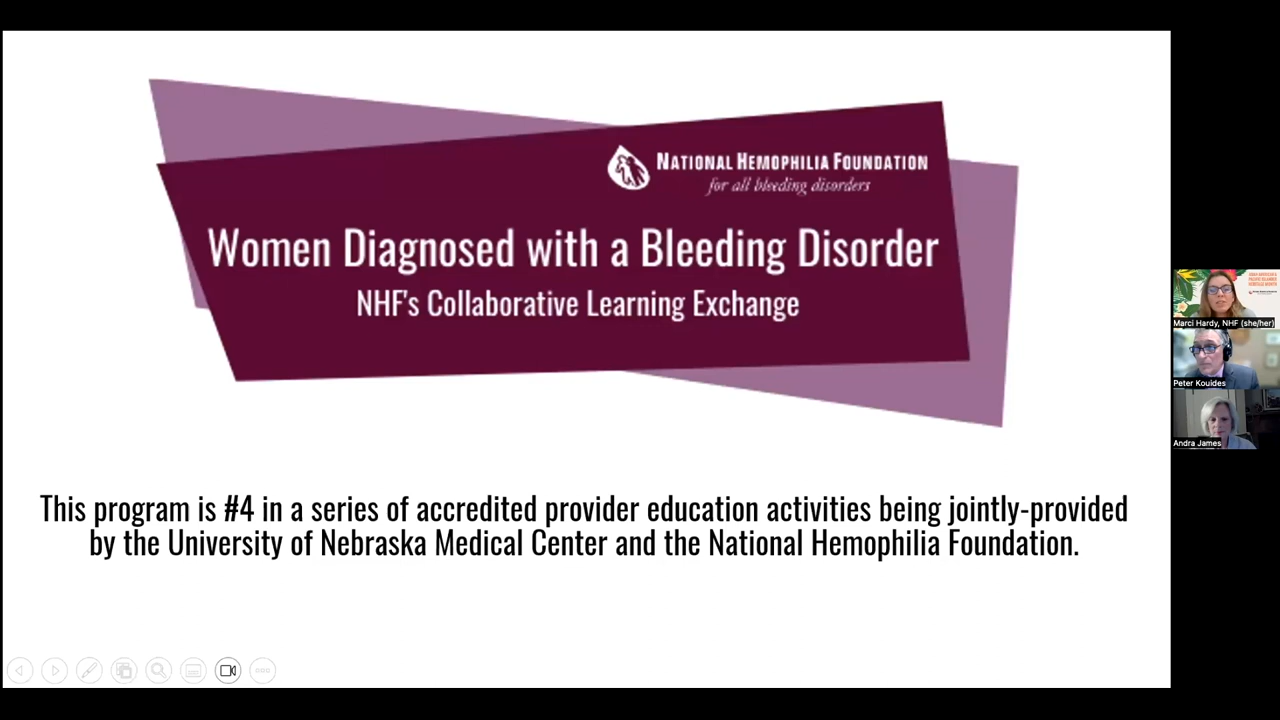 NATIONAL HEMOPHILIA FOUNDATION
for all bleeding disorders
Women Diagnosed with a Bleeding Disorder
NHF's Collaborative Learning Exchange
This program is #4 in a series of accredited provider education activities being jointly-provided
by the University of Nebraska Medical Center and the National Hemophilia Foundation.
Marci Hardy, NHF (she/her)
Peter Kouides
Andra James